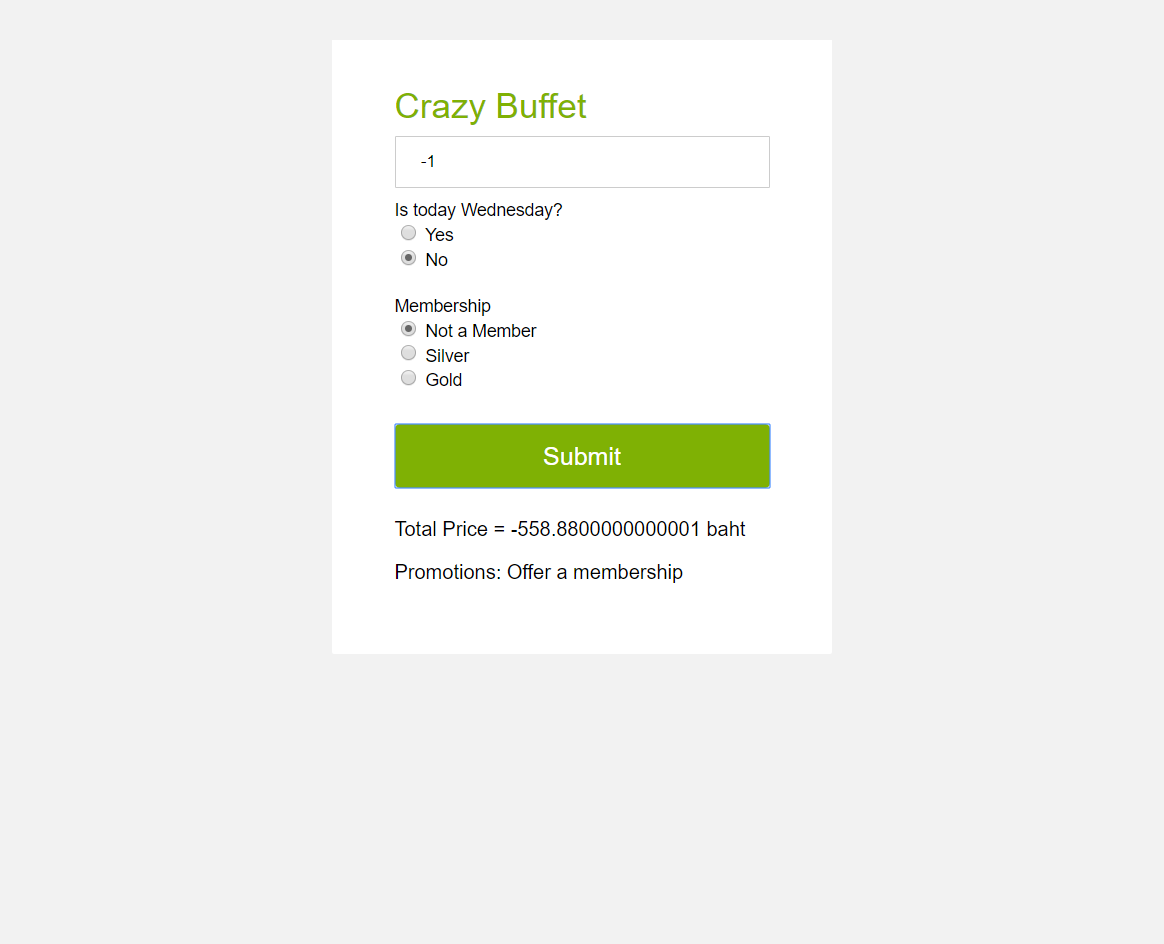 Crazy Buffet
-1
Is today Wednesday?
Yes
No
Membership
Not a Member
Silver
Gold
Submit
Total Price = -558.8800000000001 baht
Promotions: Offer a membership